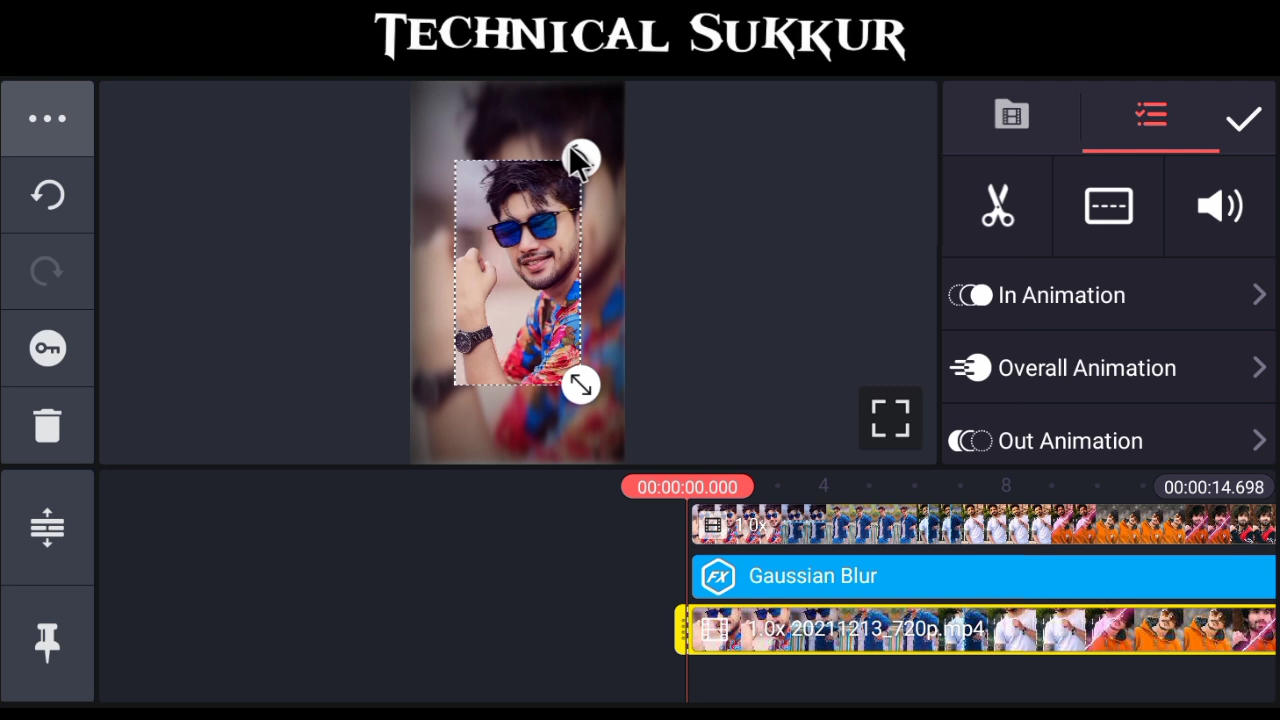 TECHNICAL SUKKUR
In Animation
Overall Animation
Out Animation
00:00:00.000
4
8
00:00:14.698
1.0x
FX
Gaussian Blur
1.0x 20211213_720p.mp4